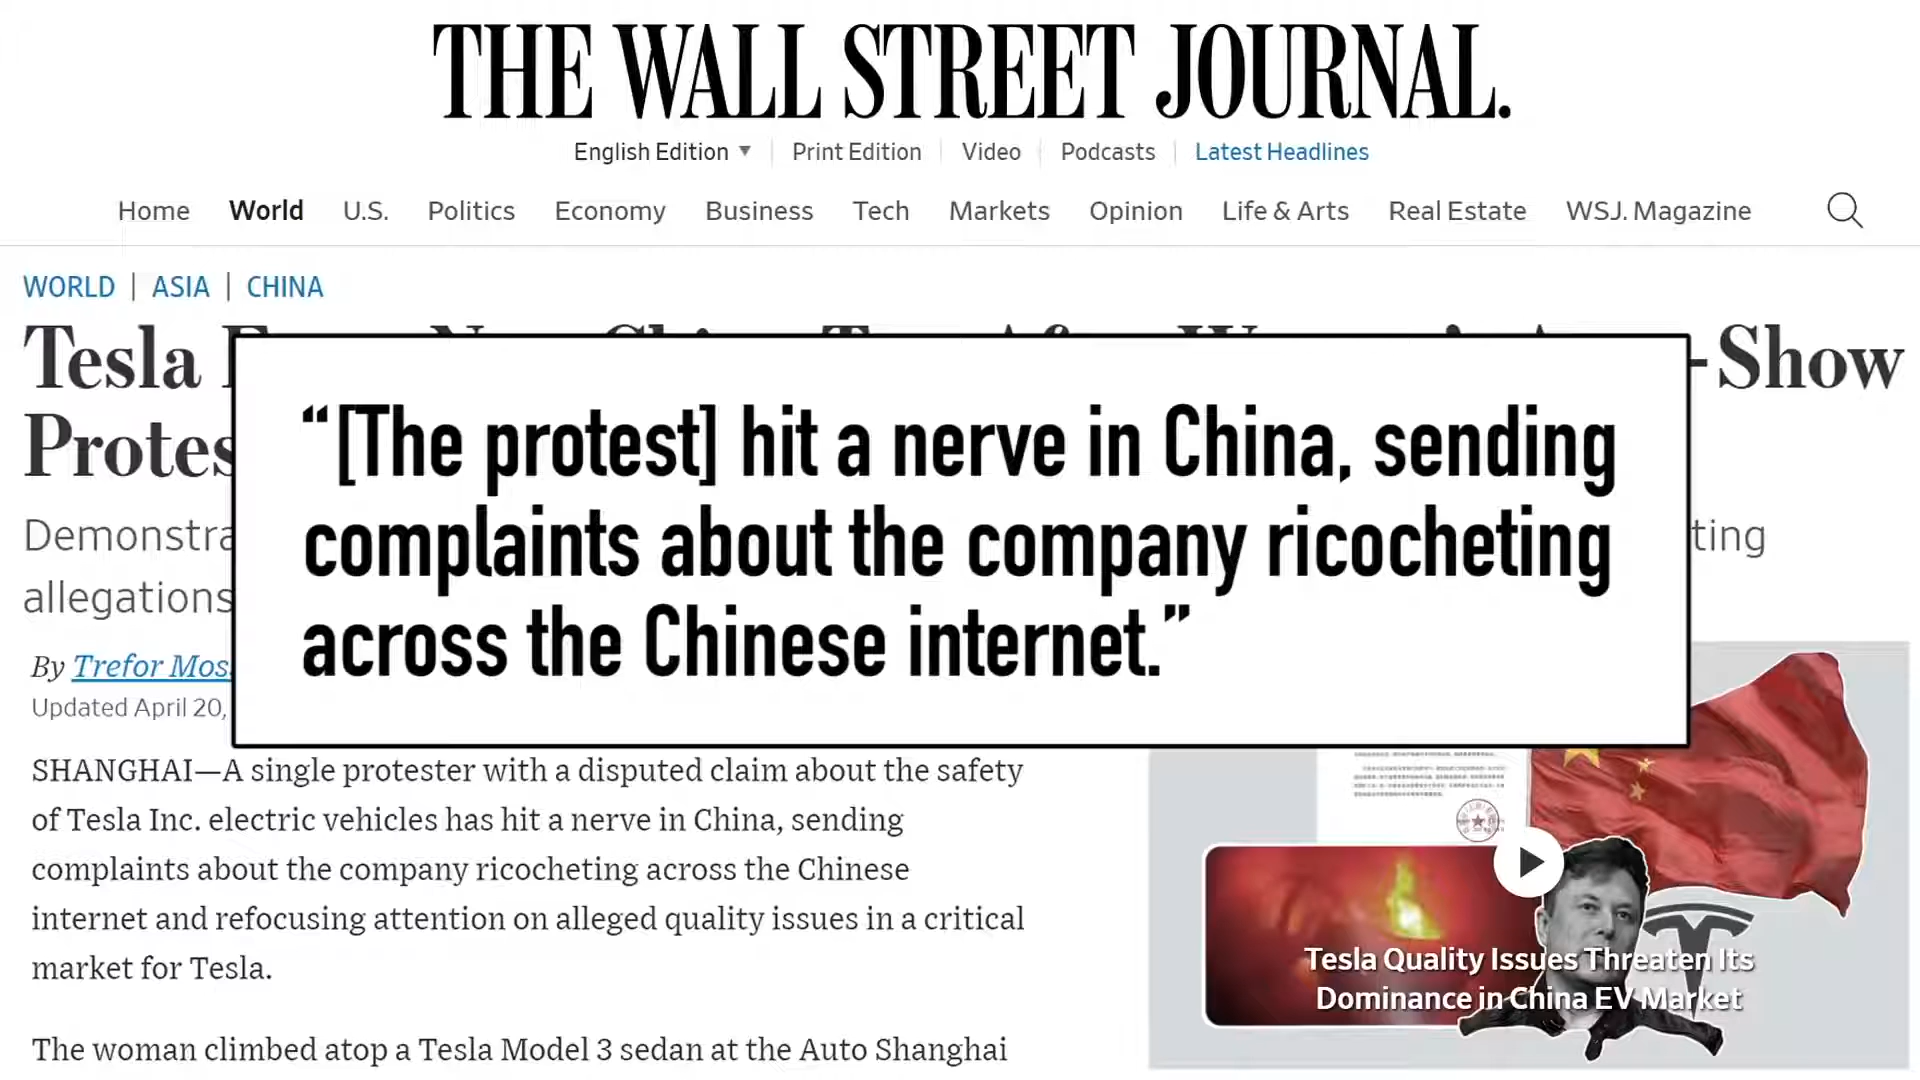 THE WALL STREET JOURNAL.
English Edition ▼ | Print Edition | Video | Podcasts | Latest Headlines
Home World U.S. Politics Economy Business Tech Markets Opinion Life & Arts Real Estate WSJ. Magazine
WORLD | ASIA | CHINA
Tesla -Show
“[The protest] hit a nerve in China, sending
complaints about the company ricocheting
across the Chinese internet.”
allegations
By Trefor
Updated April 20,
SHANGHAI—A single protester with a disputed claim about the safety
of Tesla Inc. electric vehicles has hit a nerve in China, sending
complaints about the company ricocheting across the Chinese
internet and refocusing attention on alleged quality issues in a critical
market for Tesla.
The woman climbed atop a Tesla Model 3 sedan at the Auto Shanghai
Tesla Quality Issues Threaten Its
Dominance in China EV Market